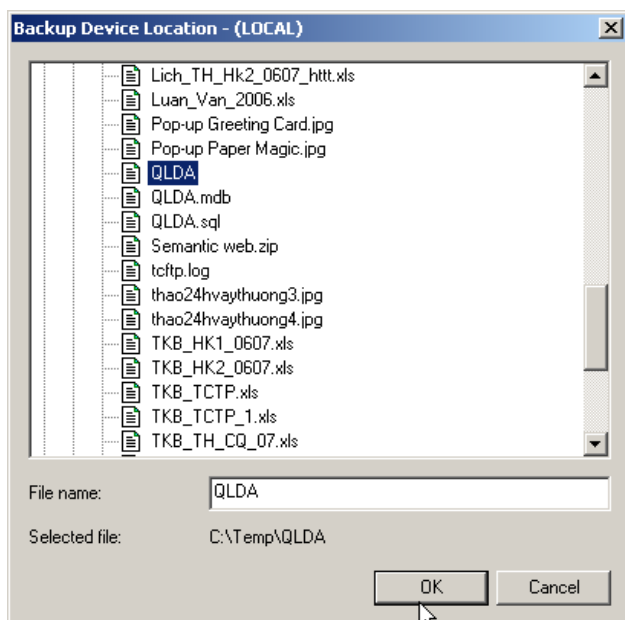 Backup Device Location - (LOCAL)
Lich_TH_Hk2_0607_httt.xls
Luan_Van_2006.xls
Pop-up Greeting Card.jpg
Pop-up Paper Magic.jpg
QLDA
QLDA.mdb
QLDA.sql
Semantic web.zip
tcftp.log
thao24hvaythuong3.jpg
thao24hvaythuong4.jpg
TKB_HK1_0607.xls
TKB_HK2_0607.xls
TKB_TCTP.xls
TKB_TCTP_1.xls
TKB_TH_CQ_07.xls
File name: QLDA
Selected file: C:\Temp\QLDA
OK Cancel